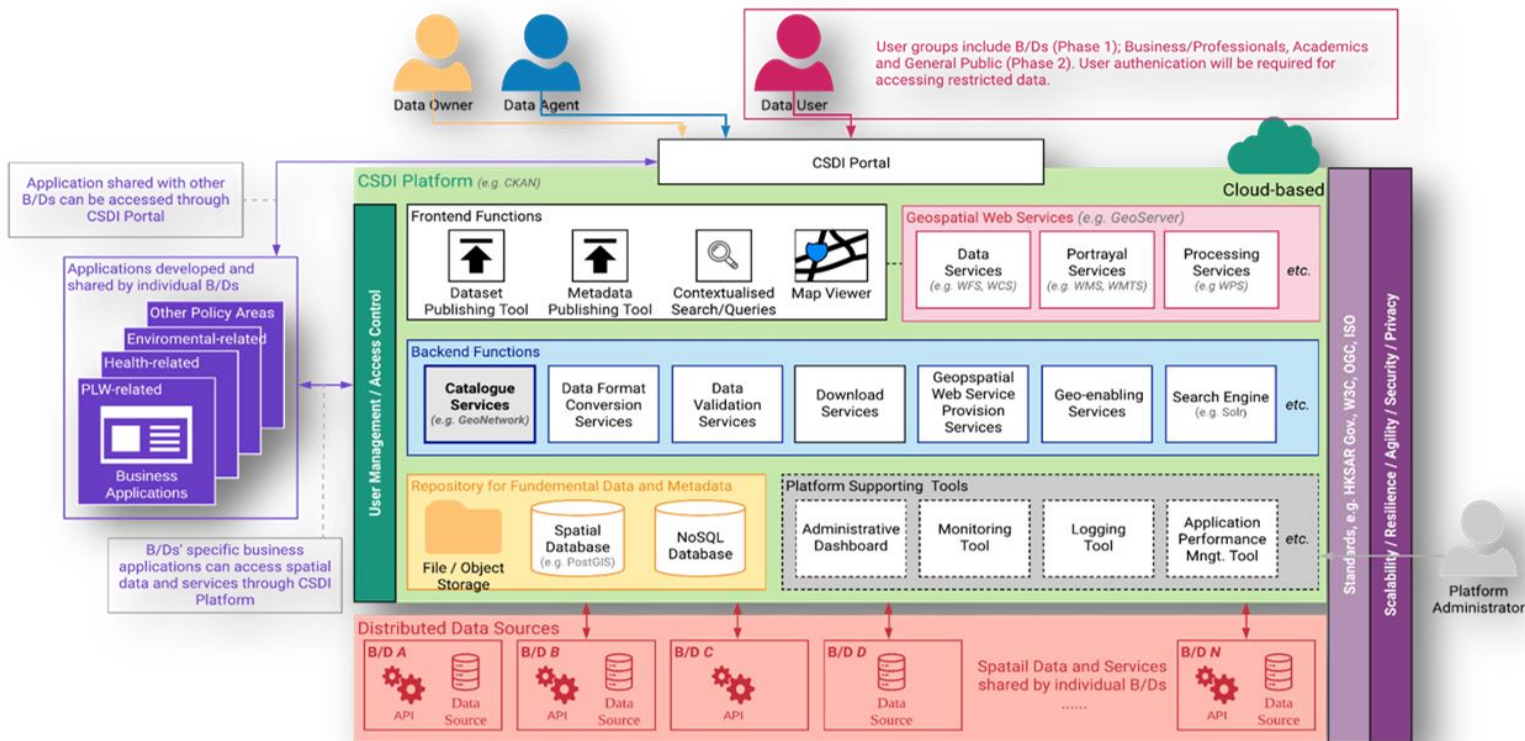 User groups include B/Ds (Phase 1); Business/Professionals, Academics
and General Public (Phase 2). User authenication will be required for
accessing restricted data.
Data Owner
Data Agent
Data User
CSDI Portal
Cloud-based
Application shared with other
B/Ds can be accessed through
CSDI Portal
Applications developed and
shared by individual B/Ds
Other Policy Areas
Enviromental-related
Health-related
PLW-related
Business
Applications
B/Ds' specific business
applications can access spatial
data and services through CSDI
Platform
CSDI Platform (e.g. CKAN)
User Management / Access Control
Frontend Functions
Dataset
Publishing Tool
Metadata
Publishing Tool
Contextualised
Search/Queries
Map Viewer
Geospatial Web Services (e.g. GeoServer)
Data
Services
(e.g. WFS, WCS)
Portrayal
Services
(e.g. WMS, WMTS)
Processing
Services
(e.g WPS)
etc.
Backend Functions
Catalogue
Services
(e.g. GeoNetwork)
Data Format
Conversion
Services
Data
Validation
Services
Download
Services
Geopspatial
Web Service
Provision
Services
Geo-enabling
Services
Search Engine
(e.g. Solr)
etc.
Repository for Fundemental Data and Metadata
File / Object
Storage
Spatial
Database
(e.g. PostGIS)
NoSQL
Database
Platform Supporting Tools
Administrative
Dashboard
Monitoring
Tool
Logging
Tool
Application
Performance
Mngt. Tool
etc.
Standards, e.g. HKSAR Gov., W3C, OGC, ISO
Scalability / Resilience / Agility / Security / Privacy
Platform
Administrator
Distributed Data Sources
B/D A
API
Data
Source
B/D B
API
Data
Source
B/D C
API
B/D D
Data
Source
Spatail Data and Services
shared by individual B/Ds
......
B/D N
API
Data
Source